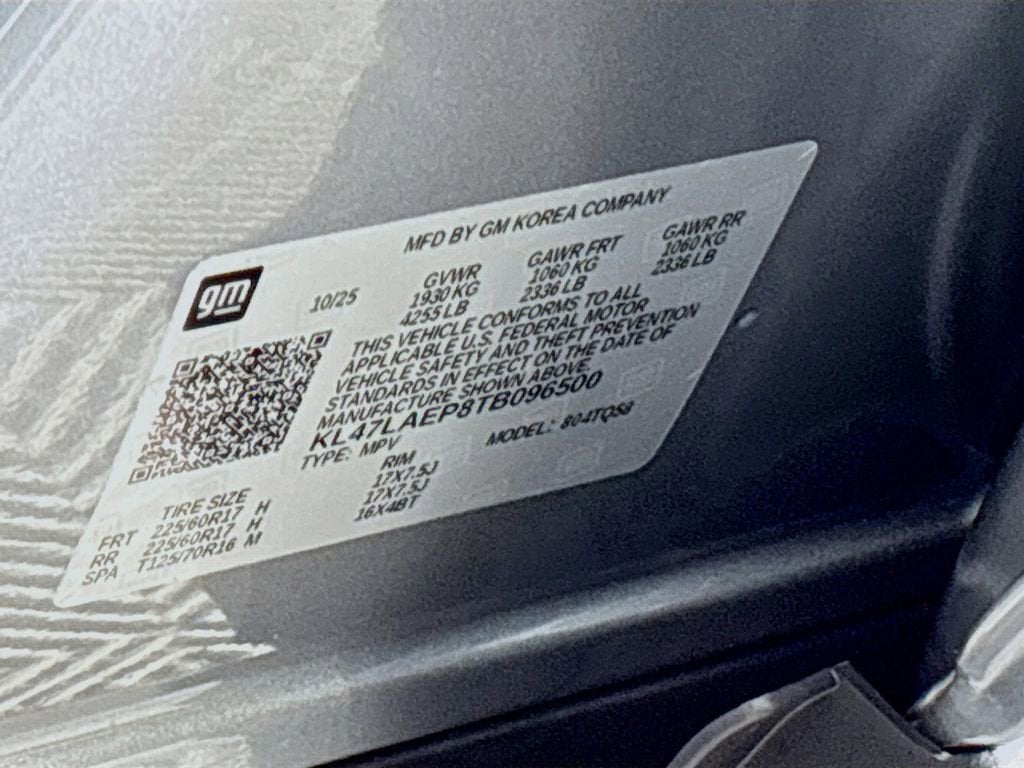 MFD BY GM KOREA COMPANY
gm
10/25 GVWR GAWR FRT GAWR RR
1930 KG 1060 KG 1060 KG
4255 LB 2336 LB 2336 LB
THIS VEHICLE CONFORMS TO ALL
APPLICABLE U.S. FEDERAL MOTOR
VEHICLE SAFETY AND THEFT PREVENTION
STANDARDS IN EFFECT ON THE DATE OF
MANUFACTURE SHOWN ABOVE.
KL47LAEP8TB096500
TYPE: MPV MODEL: 804TQ58
TIRE SIZE RIM
FRT 225/60R17 H 17X7.5J
RR 225/60R17 H 17X7.5J
SPA T125/70R16 M 16X4BT